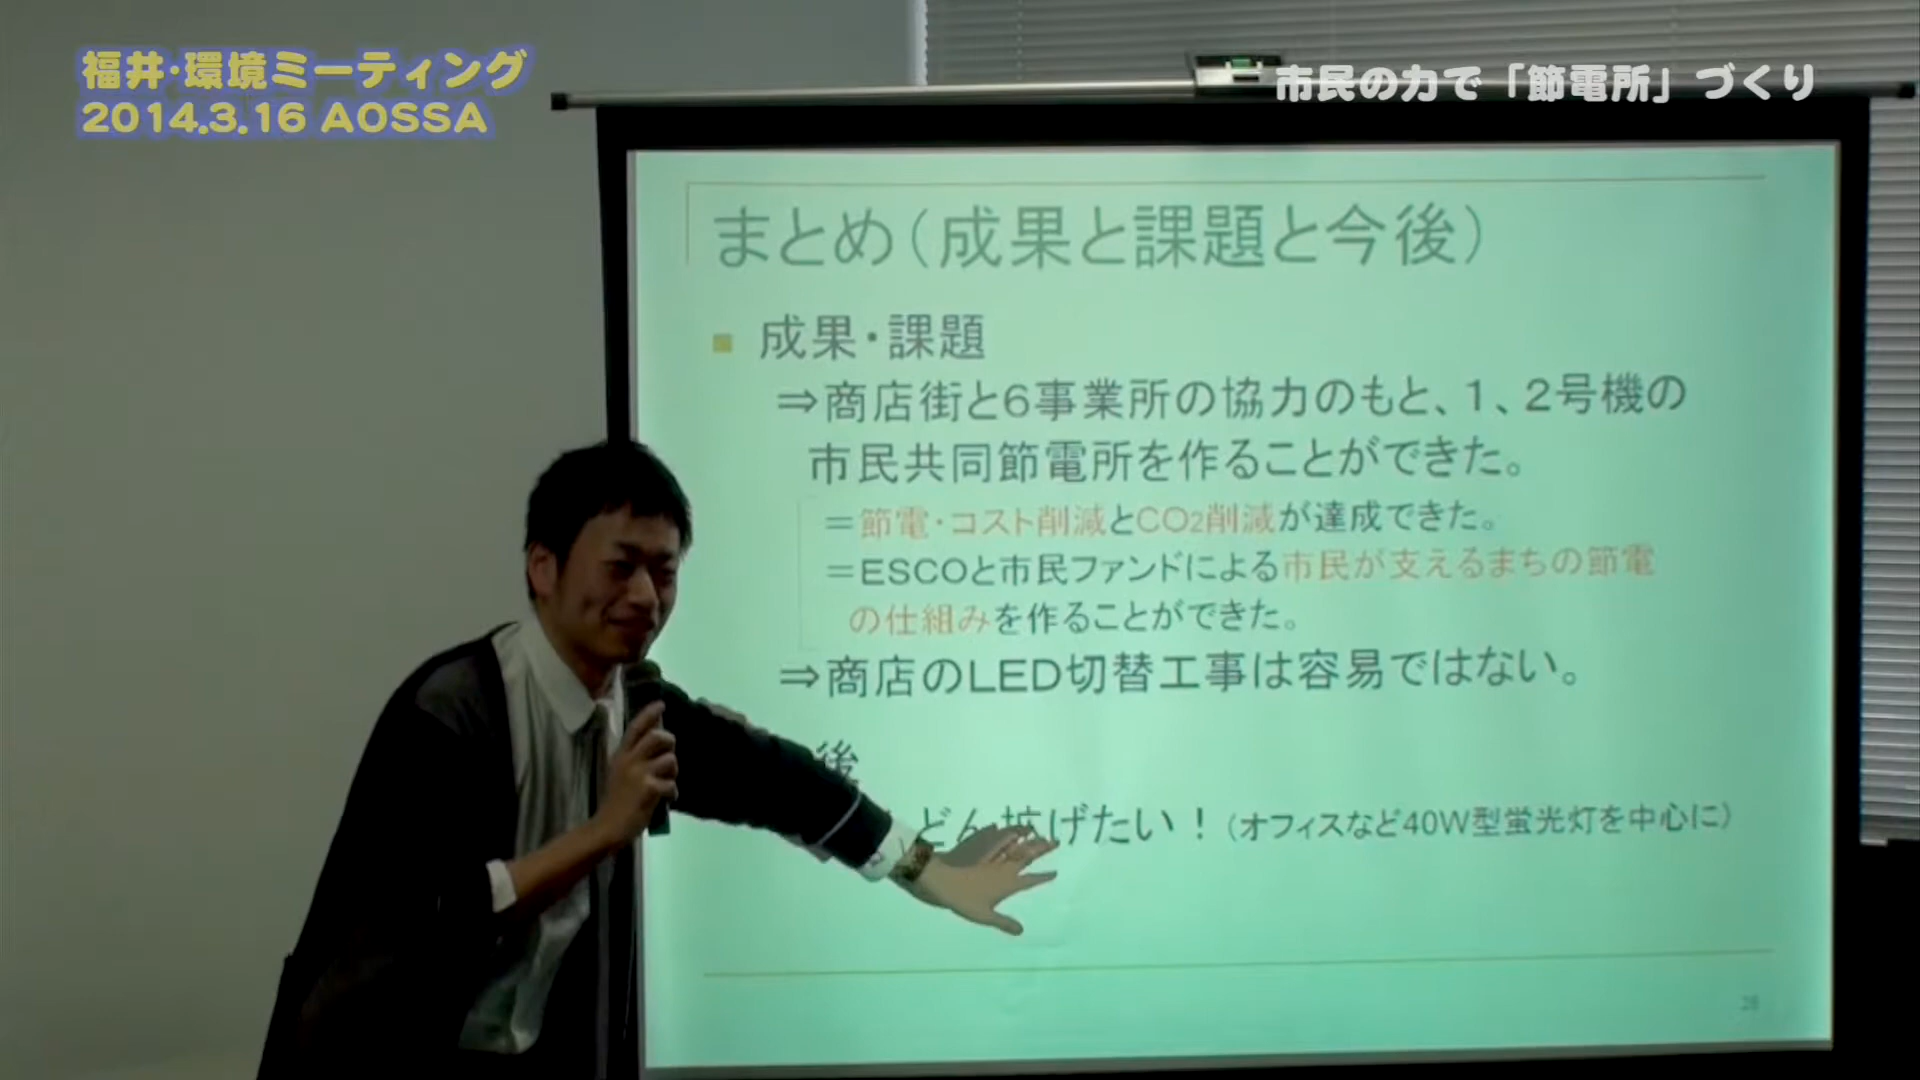 福井・環境ミーティング
2014.3.16 AOSSA
市民の力で「節電所」づくり
まとめ（成果と課題と今後）
■ 成果・課題
⇒商店街と6事業所の協力のもと、1、2号機の
市民共同節電所を作ることができた。
＝節電・コスト削減とCO2削減が達成できた。
＝ESCOと市民ファンドによる市民が支えるまちの節電
の仕組みを作ることができた。
⇒商店のLED切替工事は容易ではない。
後
どん拡げたい！（オフィスなど40W型蛍光灯を中心に）